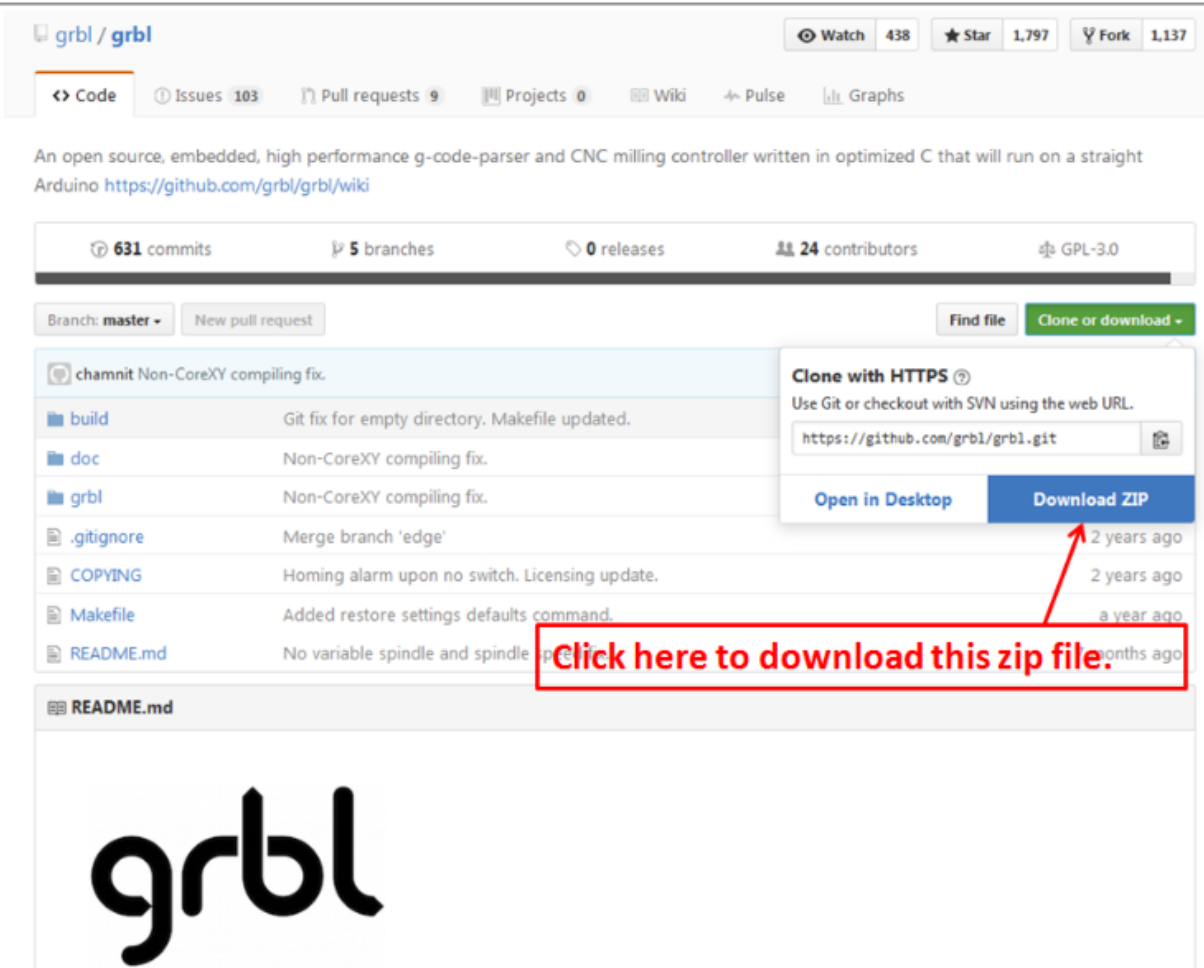 grbl / grbl
Watch 438 Star 1,797 Fork 1,137
Code Issues 103 Pull requests 9 Projects 0 Wiki Pulse Graphs
An open source, embedded, high performance g-code-parser and CNC milling controller written in optimized C that will run on a straight
Arduino https://github.com/grbl/grbl/wiki
631 commits 5 branches 0 releases 24 contributors GPL-3.0
Branch: master New pull request Find file Clone or download
chamnit Non-CoreXY compiling fix.
Clone with HTTPS
Use Git or checkout with SVN using the web URL.
https://github.com/grbl/grbl.git
Open in Desktop Download ZIP
build Git fix for empty directory. Makefile updated.
doc Non-CoreXY compiling fix.
grbl Non-CoreXY compiling fix.
.gitignore Merge branch 'edge' 2 years ago
COPYING Homing alarm upon no switch. Licensing update. 2 years ago
Makefile Added restore settings defaults command. a year ago
README.md No variable spindle and spindle months ago
Click here to download this zip file.
README.md
grbl